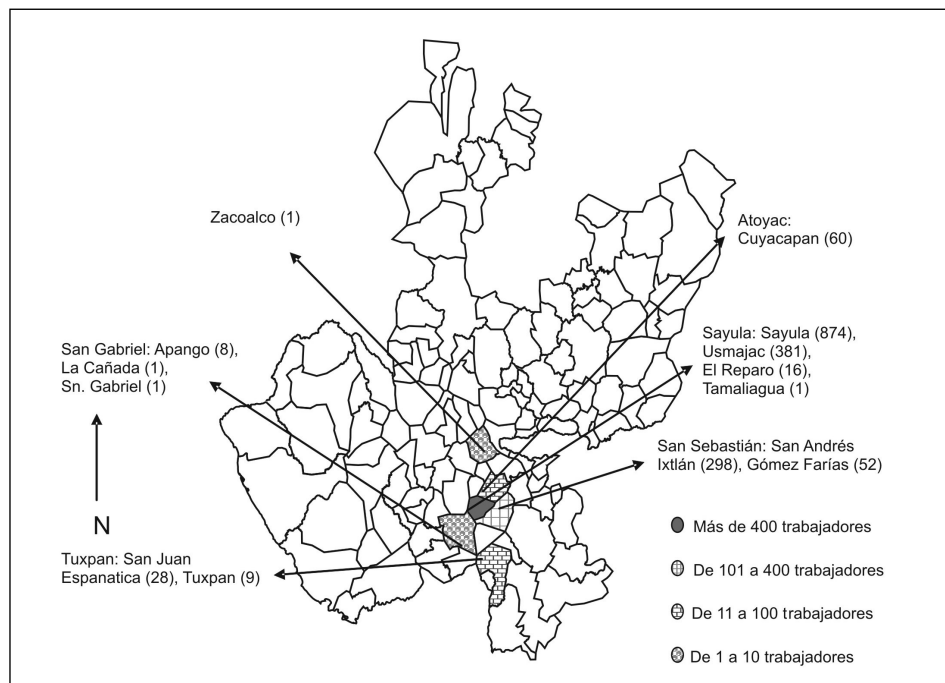 Zacoalco (1)
Atoyac:
Cuyacapan (60)
San Gabriel: Apango (8),
La Cañada (1),
Sn. Gabriel (1)
Sayula: Sayula (874),
Usmajac (381),
El Reparo (16),
Tamaliagua (1)
San Sebastián: San Andrés
Ixtlán (298), Gómez Farías (52)
N
Tuxpan: San Juan
Espanatica (28), Tuxpan (9)
Más de 400 trabajadores
De 101 a 400 trabajadores
De 11 a 100 trabajadores
De 1 a 10 trabajadores